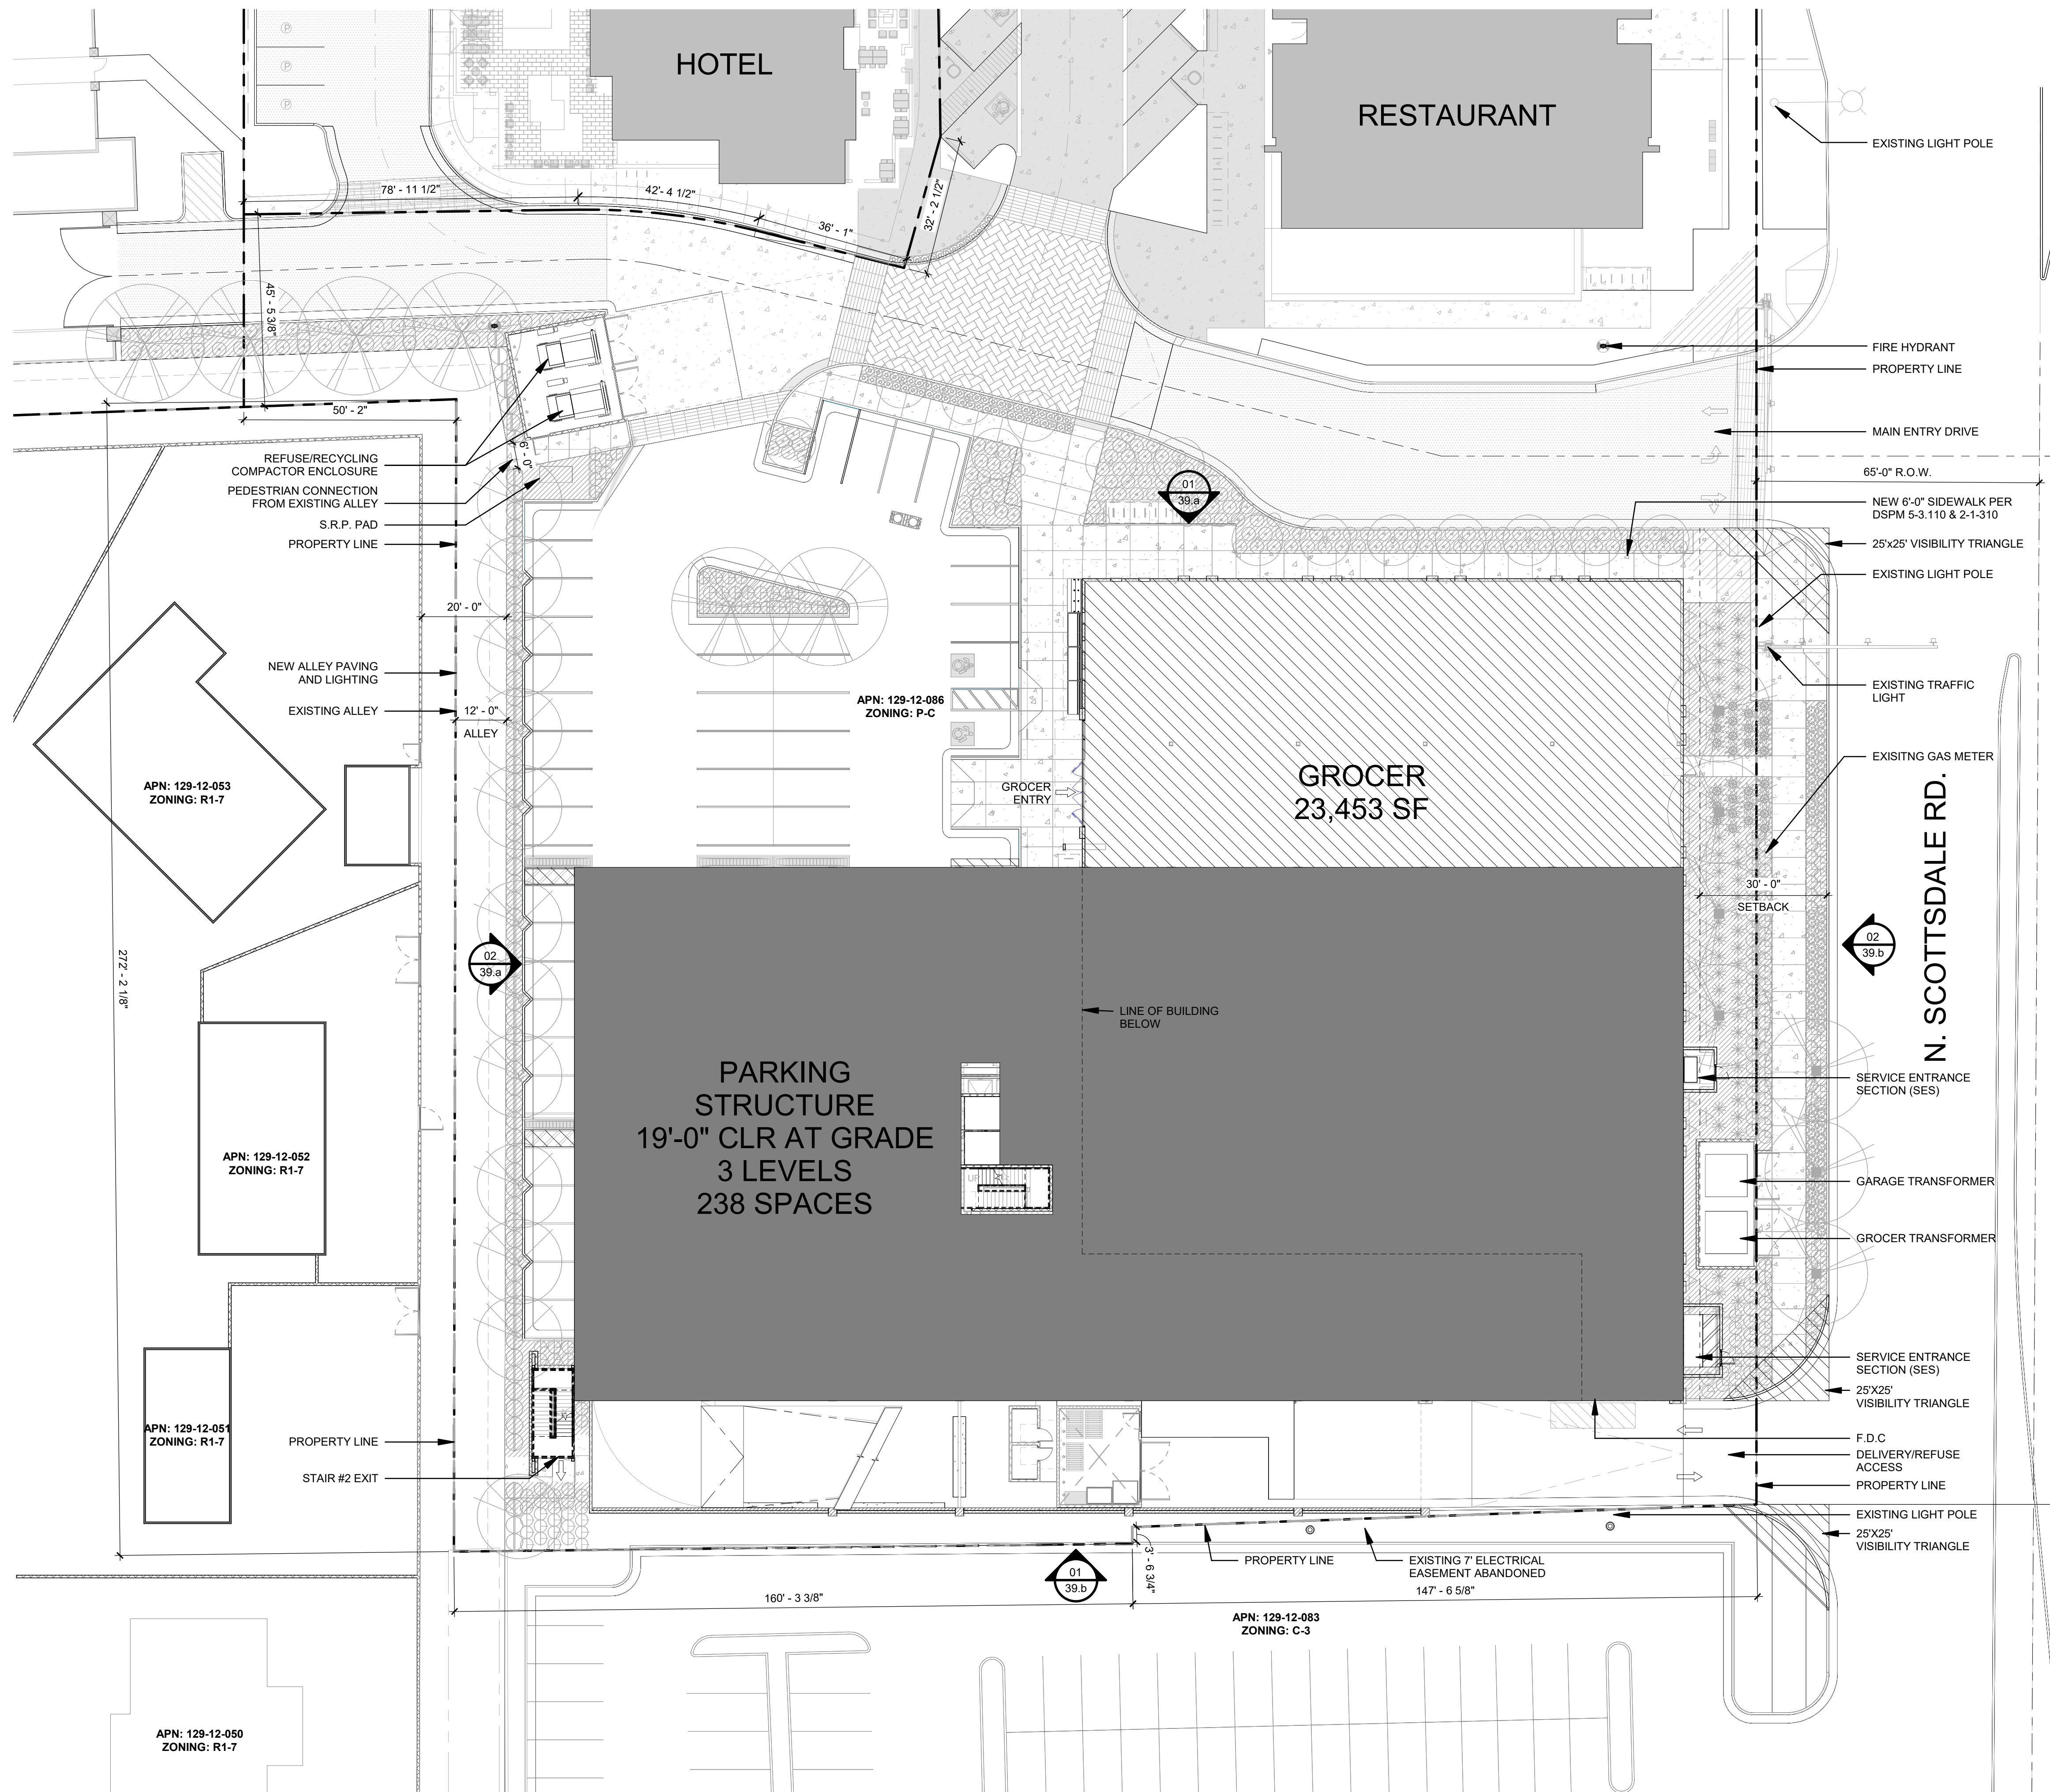 HOTEL
RESTAURANT
EXISTING LIGHT POLE
78' - 11 1/2"
42'- 4 1/2"
36' - 1"
32' - 2 1/2"
45' - 5 3/8"
50' - 2"
6' - 0"
FIRE HYDRANT
PROPERTY LINE
MAIN ENTRY DRIVE
65'-0" R.O.W.
NEW 6'-0" SIDEWALK PER
DSPM 5-3.110 & 2-1-310
25'x25' VISIBILITY TRIANGLE
EXISTING LIGHT POLE
REFUSE/RECYCLING
COMPACTOR ENCLOSURE
PEDESTRIAN CONNECTION
FROM EXISTING ALLEY
S.R.P. PAD
PROPERTY LINE
01
39.a
20' - 0"
NEW ALLEY PAVING
AND LIGHTING
EXISTING ALLEY
12' - 0"
ALLEY
APN: 129-12-086
ZONING: P-C
EXISTING TRAFFIC
LIGHT
EXISITNG GAS METER
GROCER
ENTRY
GROCER
23,453 SF
APN: 129-12-053
ZONING: R1-7
30' - 0"
SETBACK
N. SCOTTSDALE RD.
02
39.a
02
39.b
272' - 2 1/8"
LINE OF BUILDING
BELOW
PARKING
STRUCTURE
19'-0" CLR AT GRADE
3 LEVELS
238 SPACES
UP
SERVICE ENTRANCE
SECTION (SES)
GARAGE TRANSFORMER
GROCER TRANSFORMER
APN: 129-12-052
ZONING: R1-7
SERVICE ENTRANCE
SECTION (SES)
25'X25'
VISIBILITY TRIANGLE
APN: 129-12-051
ZONING: R1-7
PROPERTY LINE
STAIR #2 EXIT
F.D.C
DELIVERY/REFUSE
ACCESS
PROPERTY LINE
EXISTING LIGHT POLE
25'X25'
VISIBILITY TRIANGLE
PROPERTY LINE
EXISTING 7' ELECTRICAL
EASEMENT ABANDONED
3' - 6 3/4"
01
39.b
160' - 3 3/8"
147' - 6 5/8"
APN: 129-12-083
ZONING: C-3
APN: 129-12-050
ZONING: R1-7